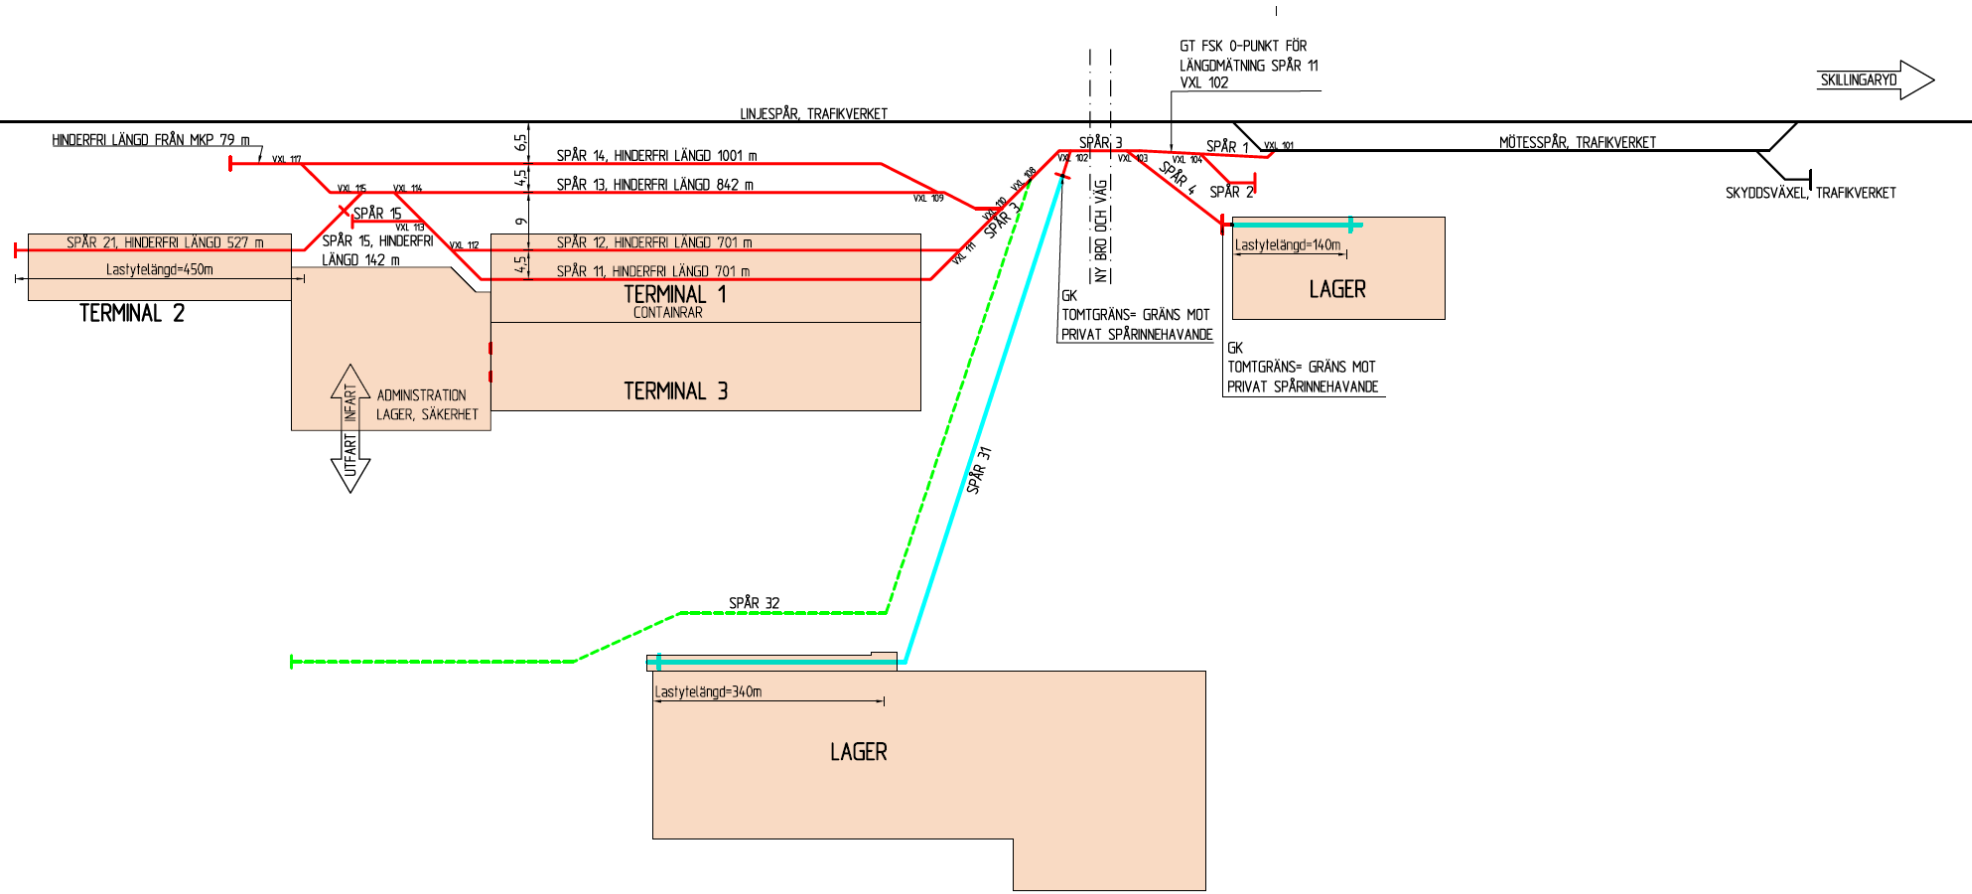 GT FSK 0-PUNKT FÖR
LÄNGDMÄTNING SPÅR 11
VXL 102
SKILLINGARYD
LINJESPÅR, TRAFIKVERKET
HINDERFRI LÄNGD FRÅN MKP 79 m
VXL 117
6,5
SPÅR 14, HINDERFRI LÄNGD 1001 m
SPÅR 3
VXL 102
VXL 103
VXL 104
SPÅR 1
VXL 101
MÖTESSPÅR, TRAFIKVERKET
VXL 115
VXL 114
4,5
SPÅR 13, HINDERFRI LÄNGD 842 m
VXL 109
VXL 108
SPÅR 4
SPÅR 2
SKYDDSVÄXEL, TRAFIKVERKET
SPÅR 15
VXL 113
9
VXL 110
SPÅR 3
NY BRO OCH VÄG
SPÅR 21, HINDERFRI LÄNGD 527 m
SPÅR 15, HINDERFRI
LÄNGD 142 m
VXL 112
SPÅR 12, HINDERFRI LÄNGD 701 m
VXL 111
Lastytelängd=140m
Lastytelängd=450m
4,5
SPÅR 11, HINDERFRI LÄNGD 701 m
TERMINAL 2
TERMINAL 1
CONTAINRAR
GK
TOMTGRÄNS= GRÄNS MOT
PRIVAT SPÅRINNEHAVANDE
LAGER
GK
TOMTGRÄNS= GRÄNS MOT
PRIVAT SPÅRINNEHAVANDE
UTFART INFART
ADMINISTRATION
LAGER, SÄKERHET
TERMINAL 3
SPÅR 31
SPÅR 32
Lastytelängd=340m
LAGER